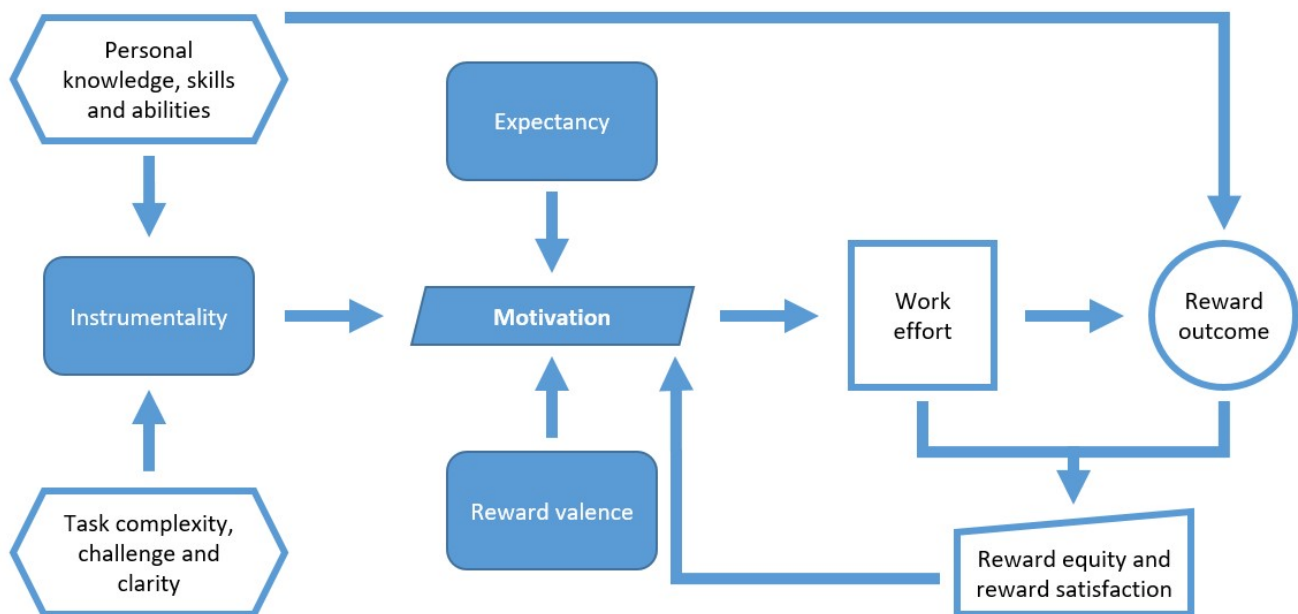 Personal
knowledge, skills
and abilities
Expectancy
Instrumentality
Motivation
Work
effort
Reward
outcome
Reward valence
Task complexity,
challenge and
clarity
Reward equity and
reward satisfaction